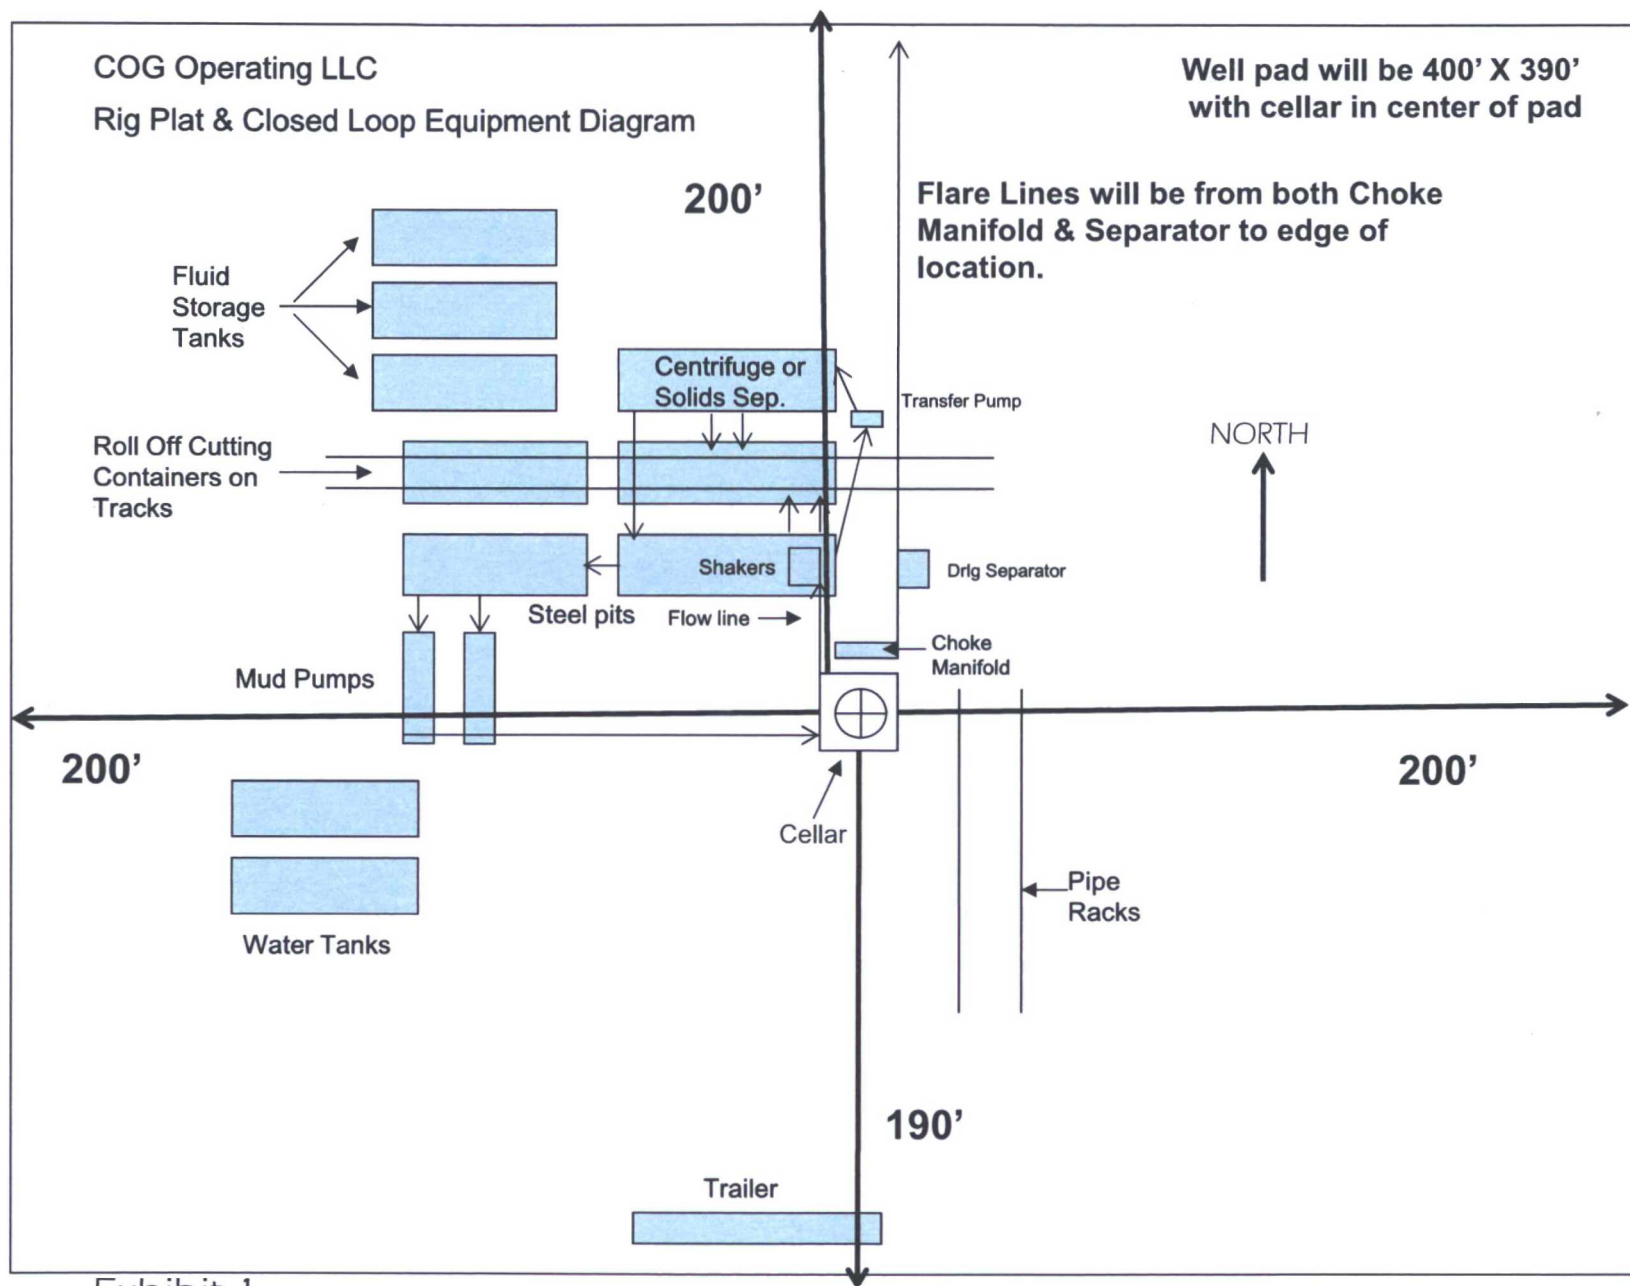 COG Operating LLC
Rig Plat & Closed Loop Equipment Diagram
Well pad will be 400' X 390'
with cellar in center of pad
200'
Flare Lines will be from both Choke
Manifold & Separator to edge of
location.
Fluid
Storage
Tanks
Centrifuge or
Solids Sep.
Transfer Pump
Roll Off Cutting
Containers on
Tracks
NORTH
Shakers
Drlg Separator
Steel pits
Flow line
Choke
Manifold
Mud Pumps
200'
200'
Cellar
Pipe
Racks
Water Tanks
190'
Trailer
Exhibit 1